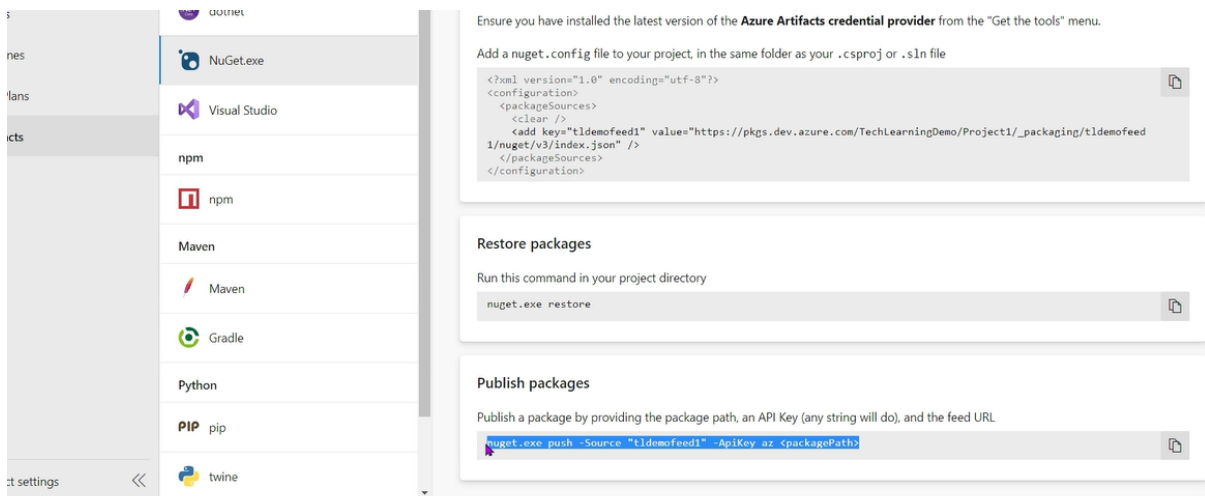 dotnet
nes
NuGet.exe
Plans
Visual Studio
cts
npm
npm
Maven
Maven
Gradle
Python
PIP pip
twine
ct settings
Ensure you have installed the latest version of the Azure Artifacts credential provider from the "Get the tools" menu.
Add a nuget.config file to your project, in the same folder as your .csproj or .sln file
<?xml version="1.0" encoding="utf-8"?>
<configuration>
<packageSources>
<clear />
<add key="tldemofeed1" value="https://pkgs.dev.azure.com/TechLearningDemo/Project1/_packaging/tldemofeed
1/nuget/v3/index.json" />
</packageSources>
</configuration>
Restore packages
Run this command in your project directory
nuget.exe restore
Publish packages
Publish a package by providing the package path, an API Key (any string will do), and the feed URL
nuget.exe push -Source "tldemofeed1" -ApiKey az <packagePath>